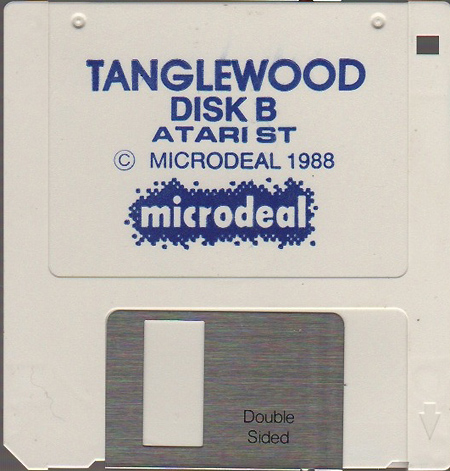 TANGLEWOOD
DISK B
ATARI ST
© MICRODEAL 1988
microdeal
Double
Sided